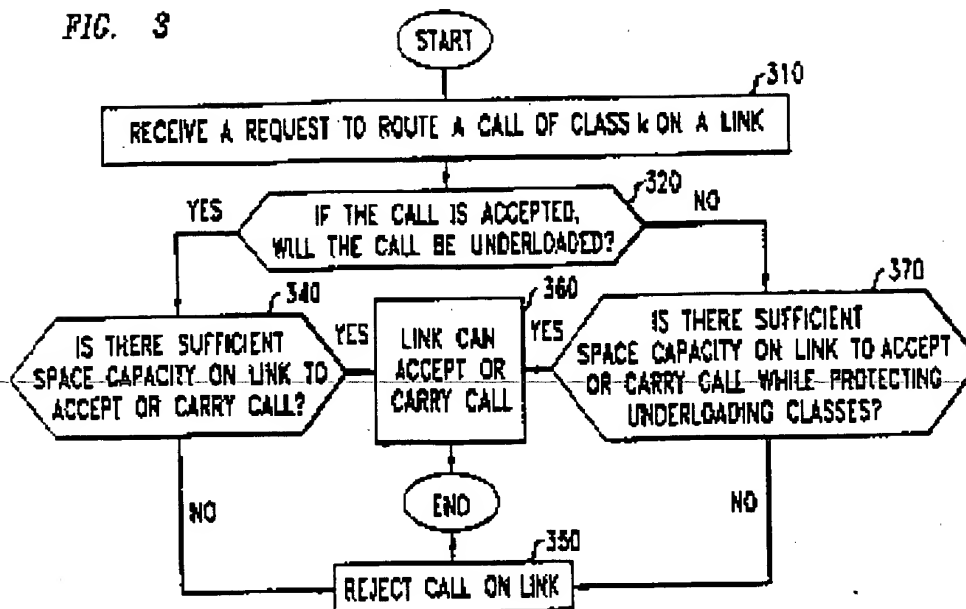 FIG. 3
START
310
RECEIVE A REQUEST TO ROUTE A CALL OF CLASS k ON A LINK
320
YES
NO
IF THE CALL IS ACCEPTED,
WILL THE CALL BE UNDERLOADED?
340
360
370
IS THERE SUFFICIENT
SPACE CAPACITY ON LINK TO
ACCEPT OR CARRY CALL?
YES
LINK CAN
ACCEPT OR
CARRY CALL
YES
IS THERE SUFFICIENT
SPACE CAPACITY ON LINK TO ACCEPT
OR CARRY CALL WHILE PROTECTING
UNDERLOADING CLASSES?
NO
END
NO
350
REJECT CALL ON LINK